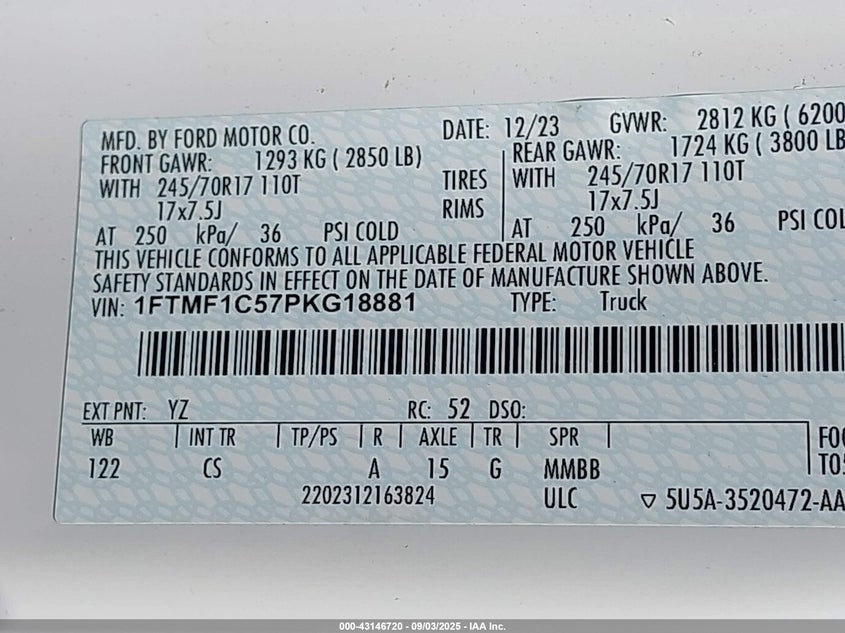 MFD. BY FORD MOTOR CO. DATE: 12/23 GVWR: 2812 KG ( 6200
FRONT GAWR: 1293 KG ( 2850 LB) REAR GAWR: 1724 KG ( 3800 LB
WITH 245/70R17 110T TIRES WITH 245/70R17 110T
17x7.5J RIMS 17x7.5J
AT 250 kPa/ 36 PSI COLD AT 250 kPa/ 36 PSI COL
THIS VEHICLE CONFORMS TO ALL APPLICABLE FEDERAL MOTOR VEHICLE
SAFETY STANDARDS IN EFFECT ON THE DATE OF MANUFACTURE SHOWN ABOVE.
VIN: 1FTMF1C57PKG18881 TYPE: Truck
EXT PNT: YZ RC: 52 DSO:
WB INT TR TP/PS R AXLE TR SPR FO
122 CS A 15 G MMBB TO
2202312163824 ULC ▽ 5U5A-3520472-AA
000-43146720 - 09/03/2025 - IAA Inc.